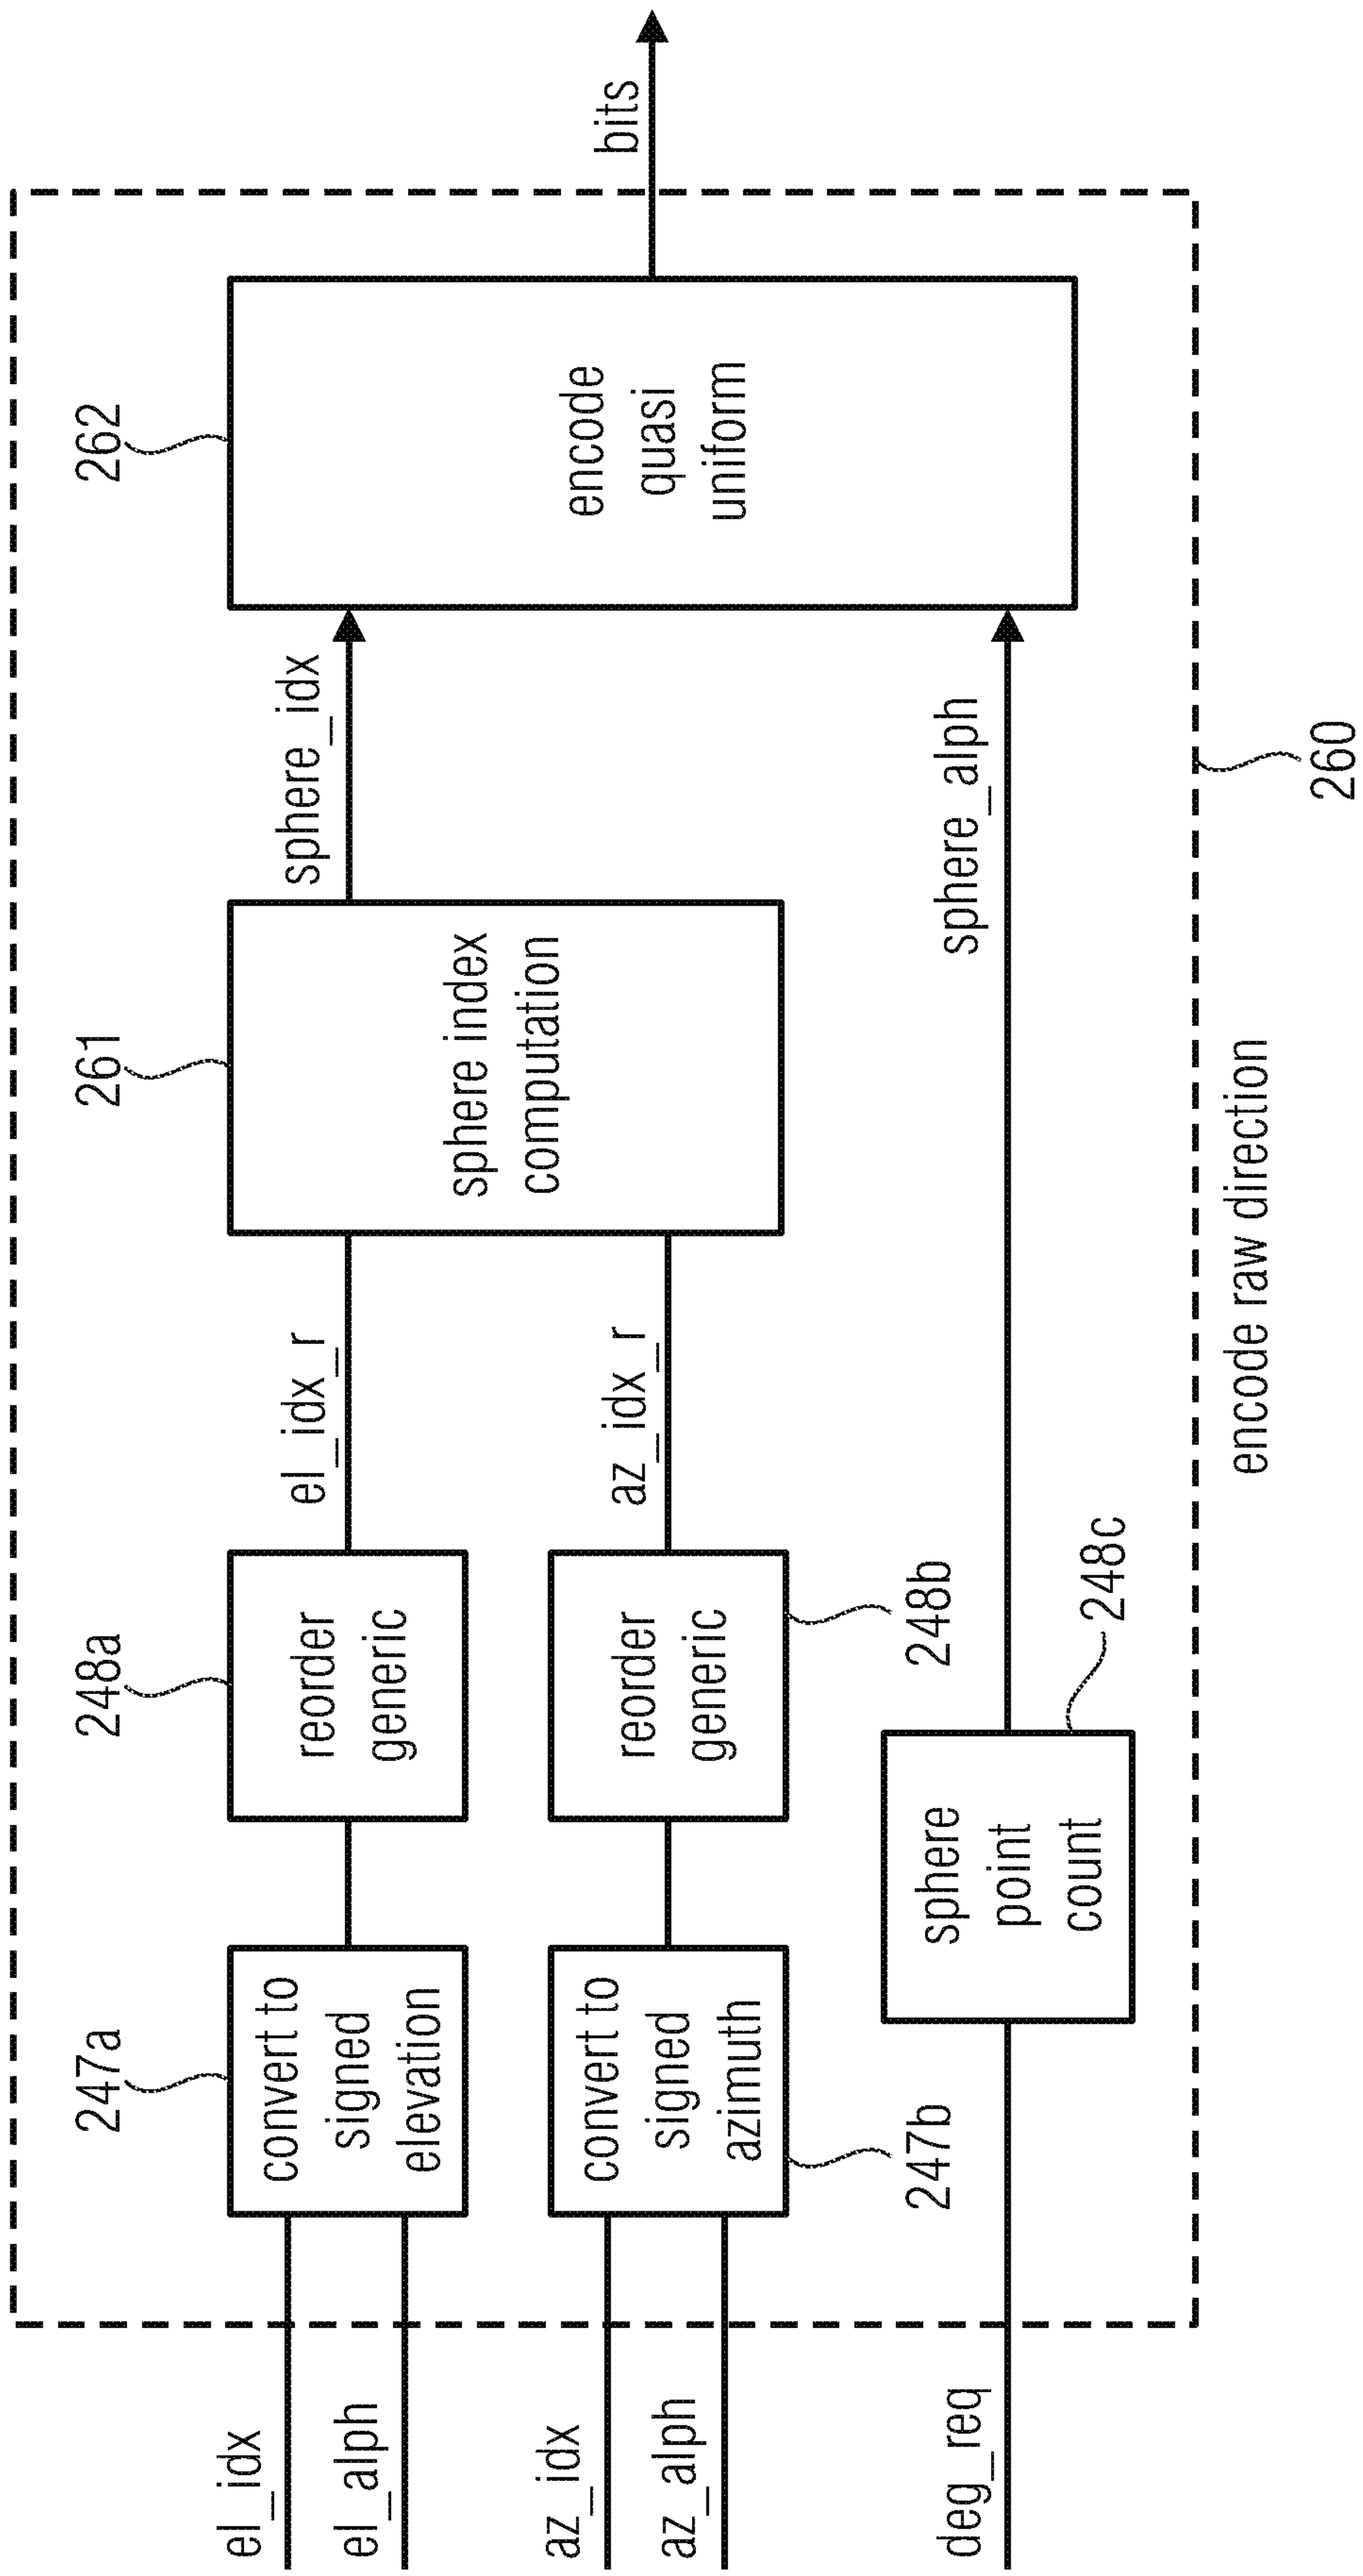 el_idx
el_alph
az_idx
az_alph
deg_req
247a
convert to
signed
elevation
convert to
signed
azimuth
247b
248a
reorder
generic
reorder
generic
248b
sphere
point
count
248c
el_idx_r
az_idx_r
261
sphere index
computation
sphere_idx
sphere_alph
262
encode
quasi
uniform
bits
encode raw direction
260